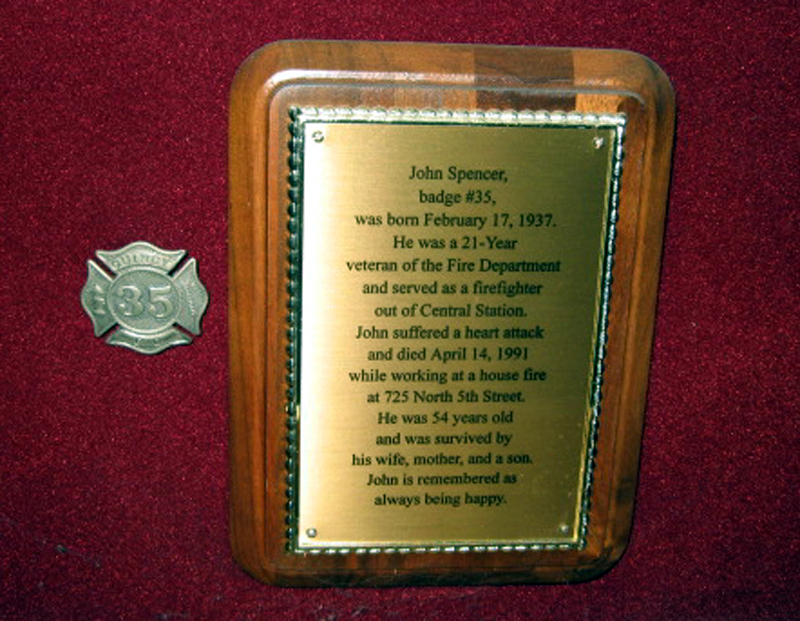 QUINCY
35
John Spencer,
badge #35,
was born February 17, 1937.
He was a 21-Year
veteran of the Fire Department
and served as a firefighter
out of Central Station.
John suffered a heart attack
and died April 14, 1991
while working at a house fire
at 725 North 5th Street.
He was 54 years old
and was survived by
his wife, mother, and a son.
John is remembered as
always being happy.